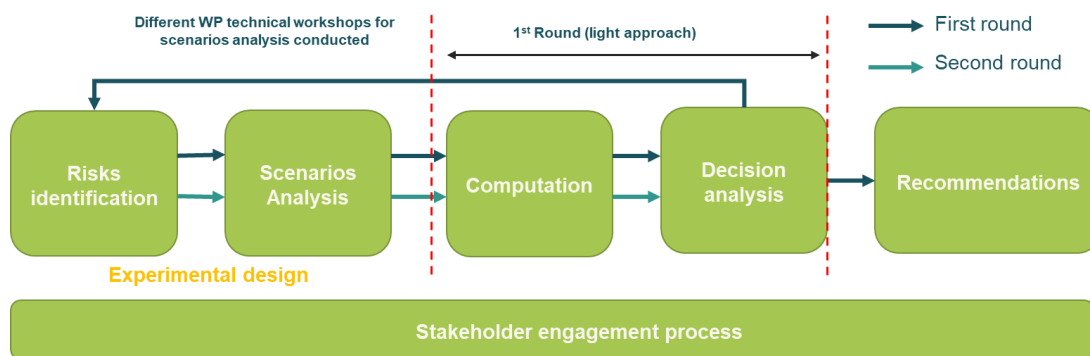 Different WP technical workshops for
scenarios analysis conducted
1st Round (light approach)
First round
Second round
Risks
identification
Scenarios
Analysis
Computation
Decision
analysis
Recommendations
Experimental design
Stakeholder engagement process